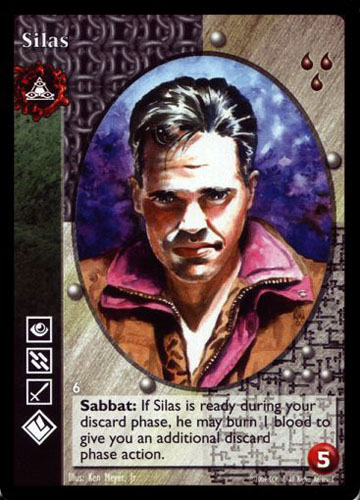 Silas
6
Sabbat: If Silas is ready during your
discard phase, he may burn 1 blood to
give you an additional discard
phase action.
5
Illus: Ken Meyer, Jr.